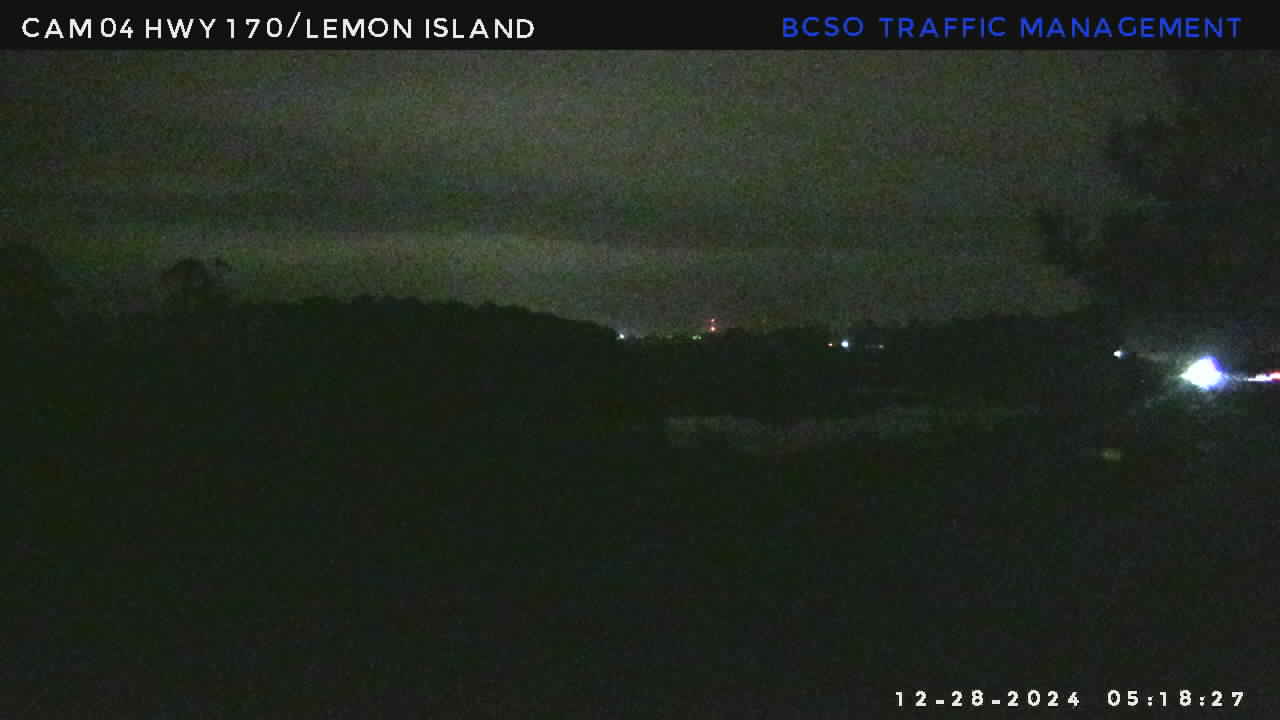 CAM04 HWY 170/LEMON ISLAND
BCSO TRAFFIC MANAGEMENT
12-28-2024 05:18:27